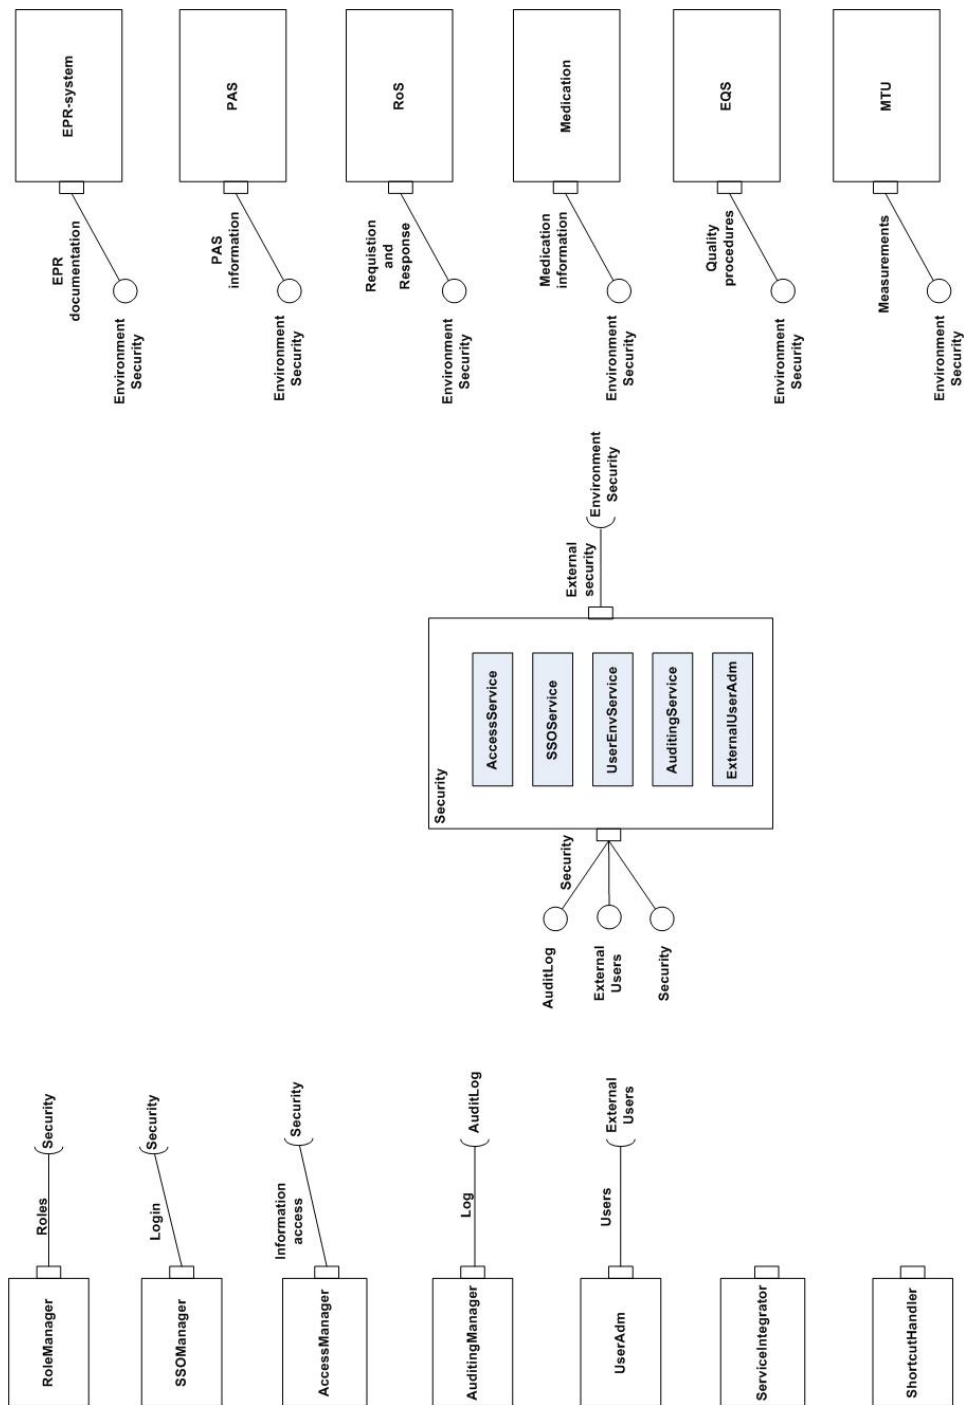 RoleManager
Roles
Security
SSOManager
Login
Security
AccessManager
Information
access
Security
AuditingManager
Log
AuditLog
UserAdm
Users
External
Users
ServiceIntegrator
ShortcutHandler
AuditLog
External
Users
Security
Security
Security
AccessService
SSOService
UserEnvService
AuditingService
ExternalUserAdm
External
security
Environment
Security
Environment
Security
EPR
documentation
EPR-system
Environment
Security
PAS
information
PAS
Environment
Security
Requistion
and
Response
RoS
Environment
Security
Medication
information
Medication
Environment
Security
Quality
procedures
EQS
Environment
Security
Measurements
MTU